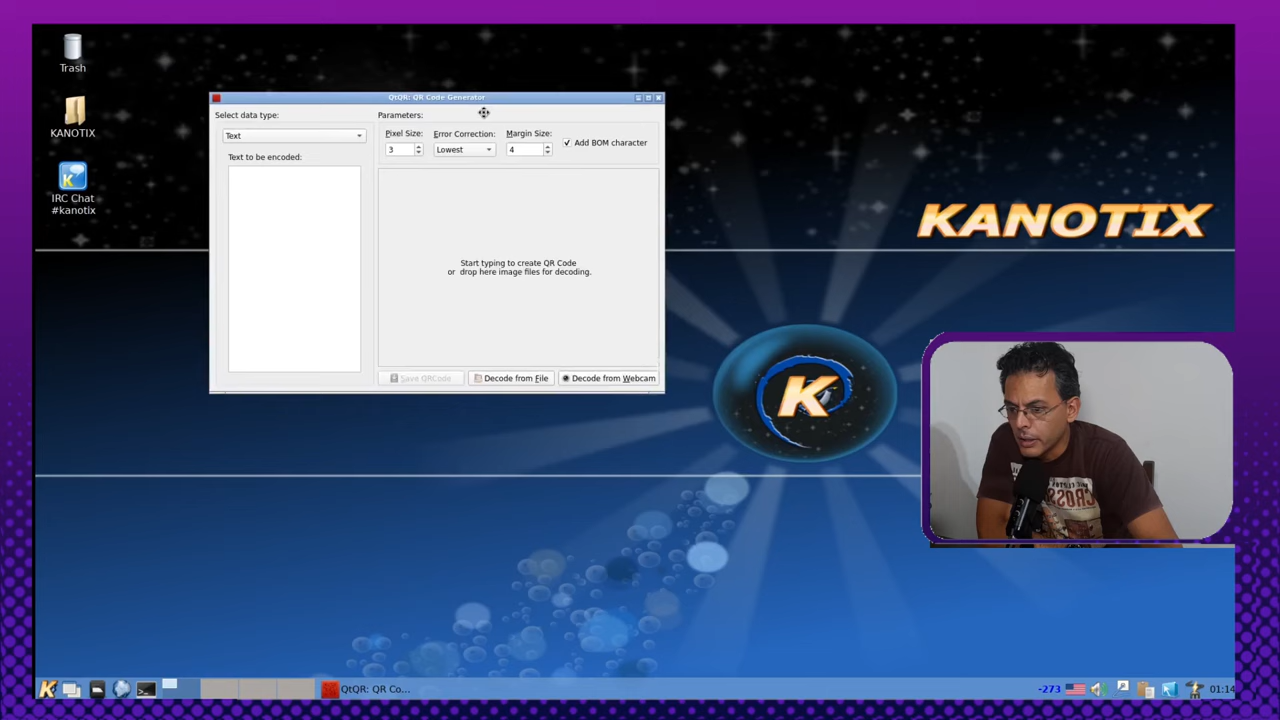 Trash
KANOTIX
IRC Chat
#kanotix
QtQR: QR Code Generator
Select data type:
Text
Text to be encoded:
Parameters:
Pixel Size:
3
Error Correction:
Lowest
Margin Size:
4
Add BOM character
Start typing to create QR Code
or drop here image files for decoding.
Save QRCode
Decode from File
Decode from Webcam
KANOTIX
K
CROSS
QtQR: QR Co...
-273
01:14